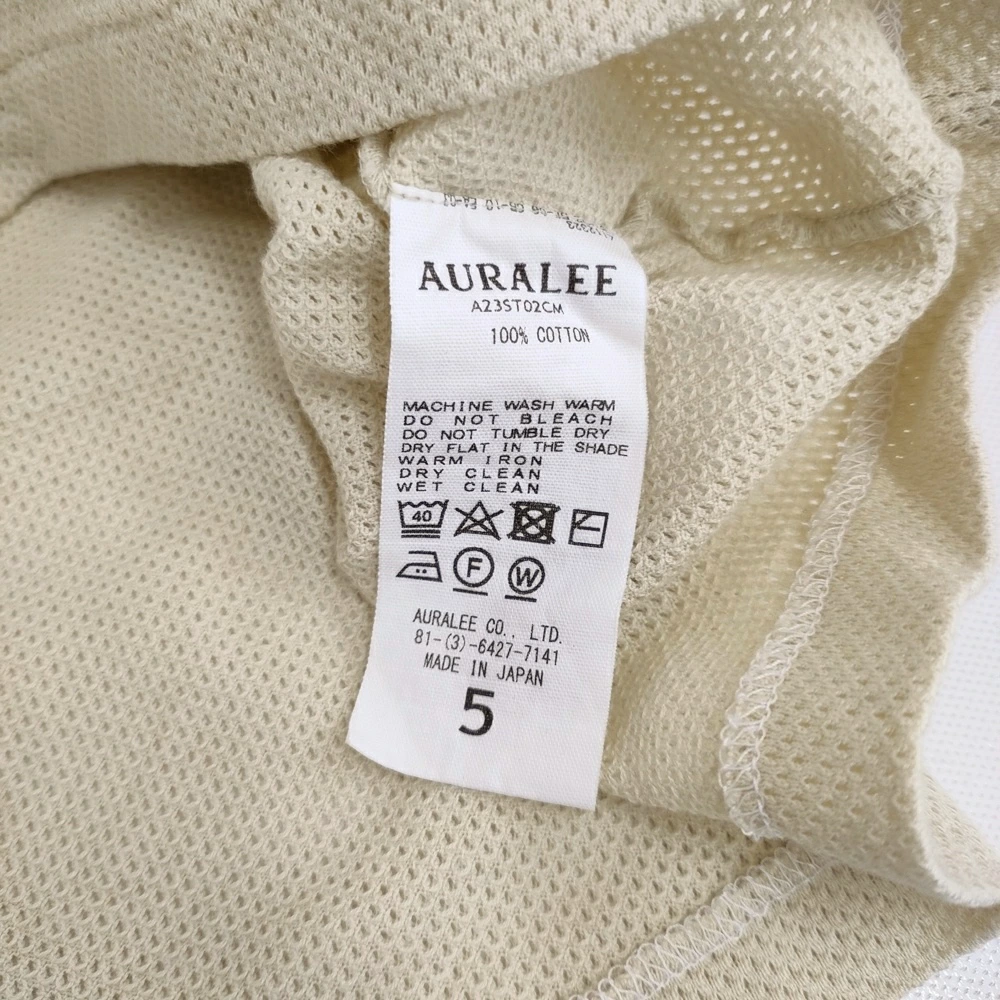 AURALEE
A23ST02CM
100% COTTON
MACHINE WASH WARM
DO NOT BLEACH
DO NOT TUMBLE DRY
DRY FLAT IN THE SHADE
WARM IRON
DRY CLEAN
WET CLEAN
40
F W
AURALEE CO., LTD.
81-(3)-6427-7141
MADE IN JAPAN
5